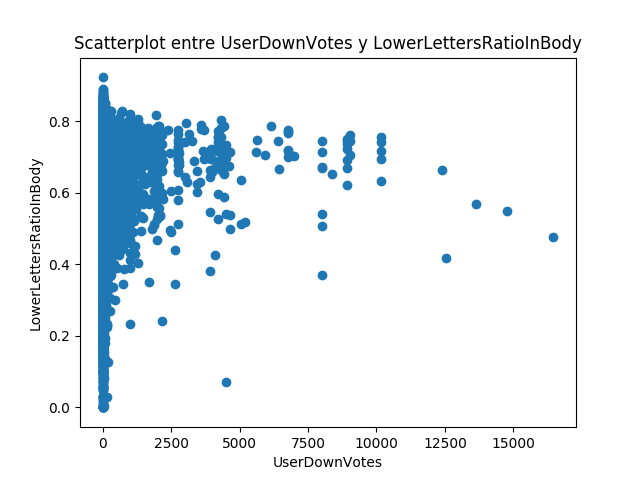 Scatterplot entre UserDownVotes y LowerLettersRatioInBody
0.8
0.6
0.4
0.2
0.0
LowerLettersRatioInBody
0 2500 5000 7500 10000 12500 15000
UserDownVotes